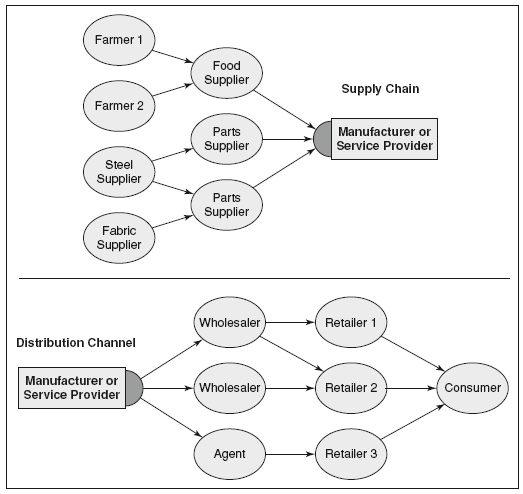 Farmer 1
Farmer 2
Steel
Supplier
Fabric
Supplier
Food
Supplier
Parts
Supplier
Parts
Supplier
Supply Chain
Manufacturer or
Service Provider
Distribution Channel
Manufacturer or
Service Provider
Wholesaler
Wholesaler
Agent
Retailer 1
Retailer 2
Retailer 3
Consumer